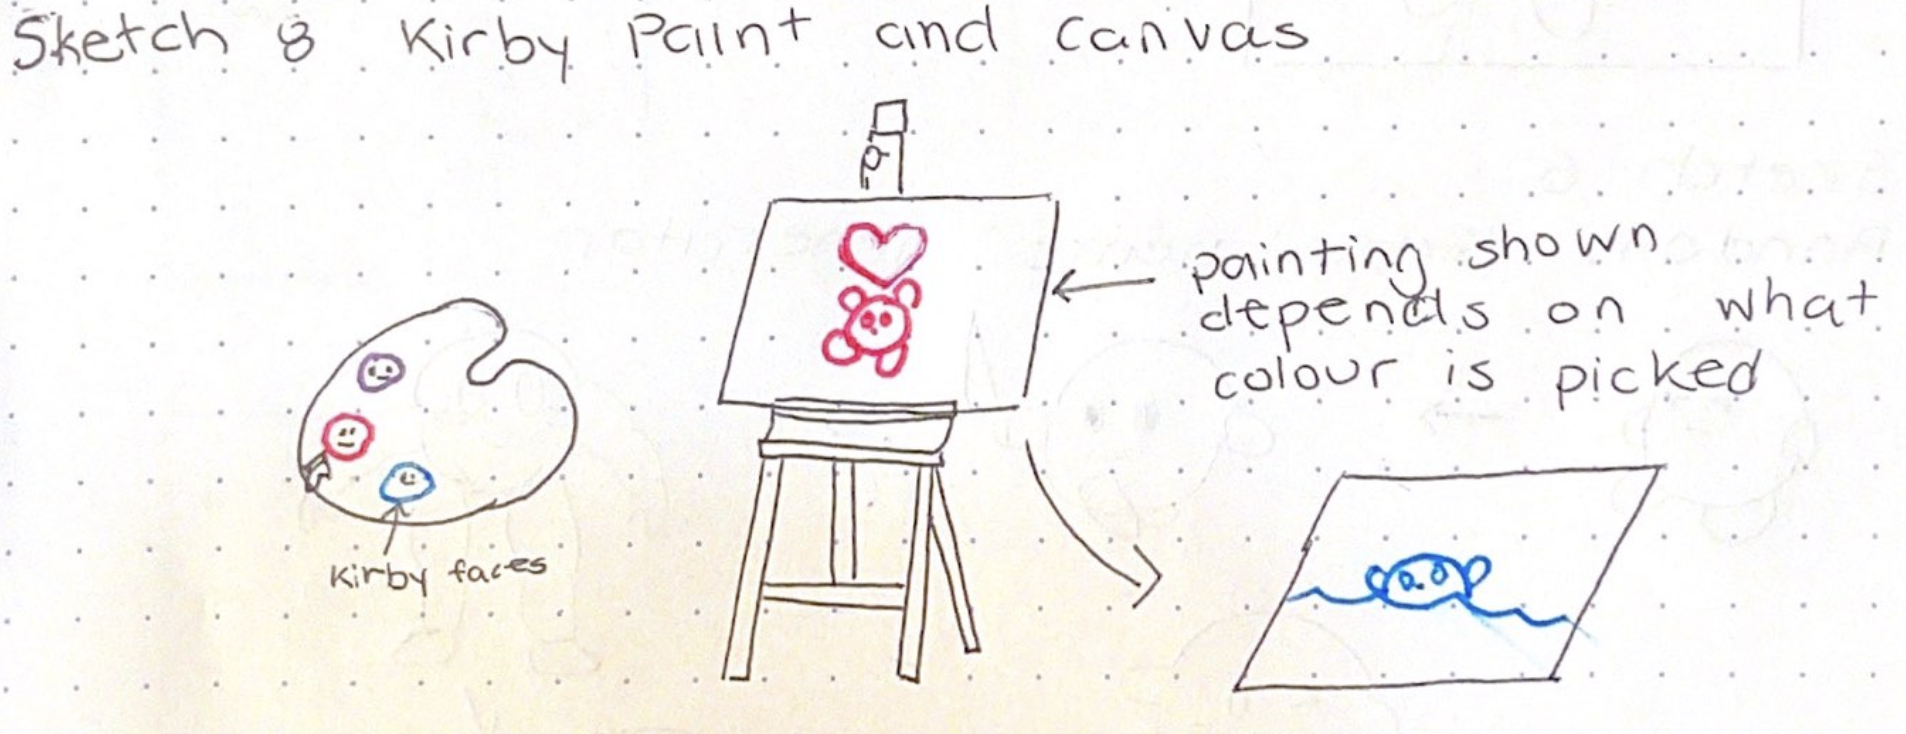 Sketch 8 Kirby Paint and canvas
painting shown
depends on what
colour is picked
Kirby faces